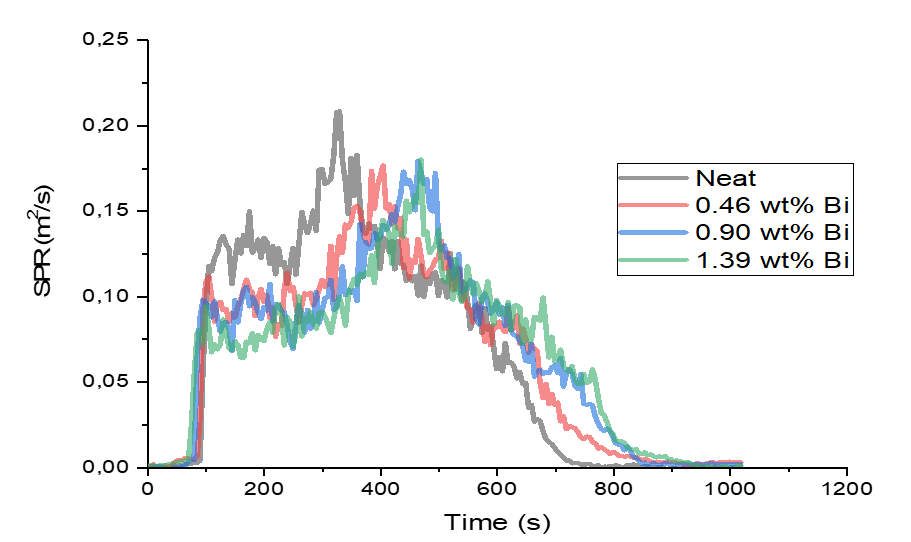 0,25
0,20
0,15
0,10
0,05
0,00
SPR (m²/s)
0
200
400
600
800
1000
1200
Time (s)
Neat
0.46 wt% Bi
0.90 wt% Bi
1.39 wt% Bi